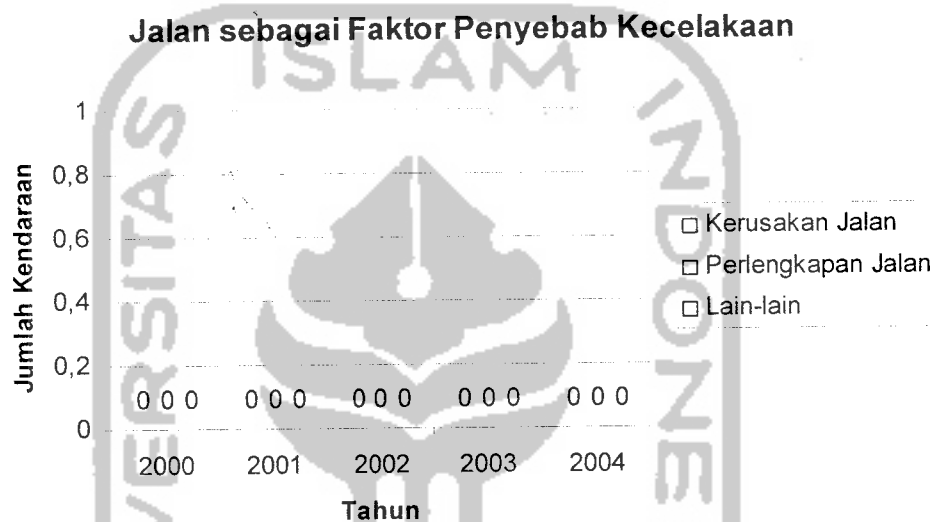 Jalan sebagai Faktor Penyebab Kecelakaan
ISLAM
VERSITAS
INDONE
Jumlah Kendaraan
1
0,8
0,6
0,4
0,2
0
0 0 0
0 0 0
0 0 0
0 0 0
0 0 0
2000
2001
2002
2003
2004
Tahun
Kerusakan Jalan
Perlengkapan Jalan
Lain-lain